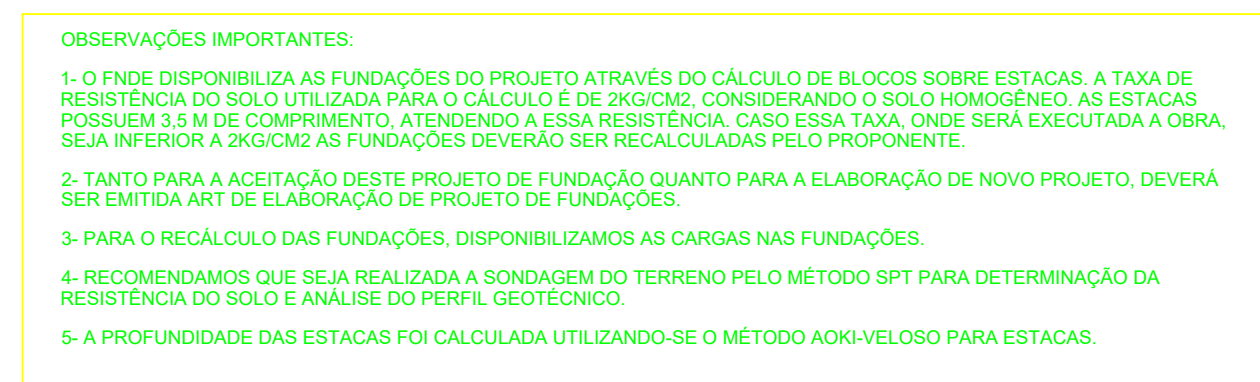 OBSERVAÇÕES IMPORTANTES:
1- O FNDE DISPONIBILIZA AS FUNDAÇÕES DO PROJETO ATRAVÉS DO CÁLCULO DE BLOCOS SOBRE ESTACAS. A TAXA DE
RESISTÊNCIA DO SOLO UTILIZADA PARA O CÁLCULO É DE 2KG/CM2, CONSIDERANDO O SOLO HOMOGÊNEO. AS ESTACAS
POSSUEM 3,5 M DE COMPRIMENTO, ATENDENDO A ESSA RESISTÊNCIA. CASO ESSA TAXA, ONDE SERÁ EXECUTADA A OBRA,
SEJA INFERIOR A 2KG/CM2 AS FUNDAÇÕES DEVERÃO SER RECALCULADAS PELO PROPONENTE.
2- TANTO PARA A ACEITAÇÃO DESTE PROJETO DE FUNDAÇÃO QUANTO PARA A ELABORAÇÃO DE NOVO PROJETO, DEVERÁ
SER EMITIDA ART DE ELABORAÇÃO DE PROJETO DE FUNDAÇÕES.
3- PARA O RECÁLCULO DAS FUNDAÇÕES, DISPONIBILIZAMOS AS CARGAS NAS FUNDAÇÕES.
4- RECOMENDAMOS QUE SEJA REALIZADA A SONDAGEM DO TERRENO PELO MÉTODO SPT PARA DETERMINAÇÃO DA
RESISTÊNCIA DO SOLO E ANÁLISE DO PERFIL GEOTÉCNICO.
5- A PROFUNDIDADE DAS ESTACAS FOI CALCULADA UTILIZANDO-SE O MÉTODO AOKI-VELOSO PARA ESTACAS.